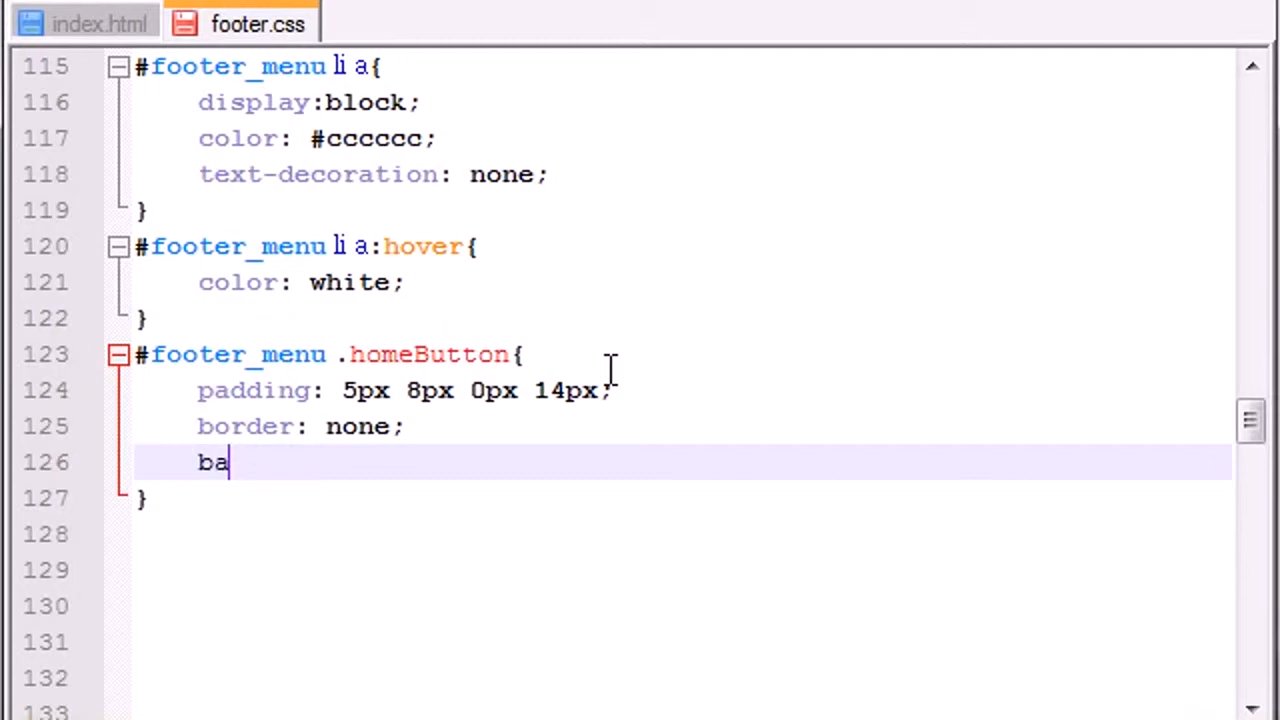 index.html footer.css
115 #footer_menu li a{
116 display:block;
117 color: #cccccc;
118 text-decoration: none;
119 }
120 #footer_menu li a:hover{
121 color: white;
122 }
123 #footer_menu .homeButton{
124 padding: 5px 8px 0px 14px;
125 border: none;
126 ba
127 }
128
129
130
131
132
133